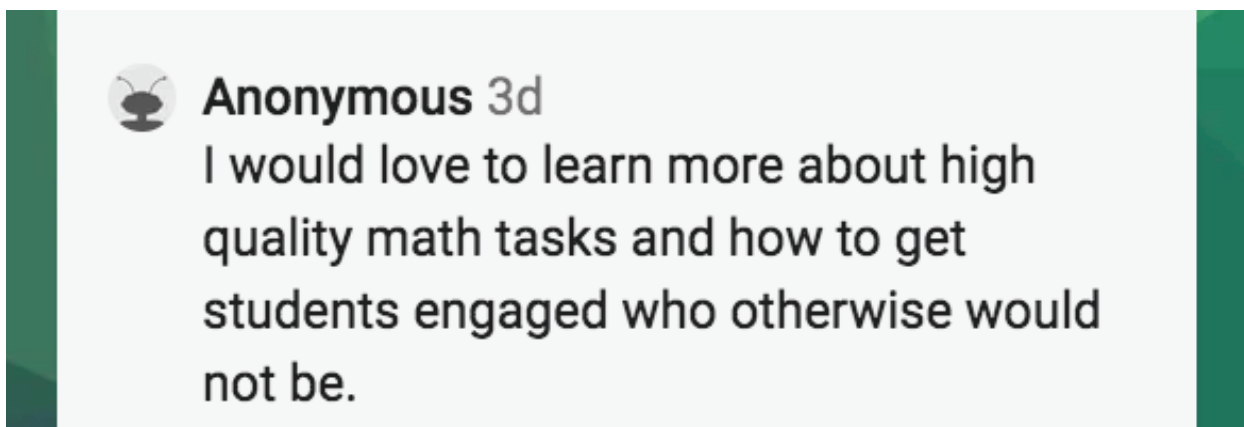 Anonymous 3d
I would love to learn more about high
quality math tasks and how to get
students engaged who otherwise would
not be.